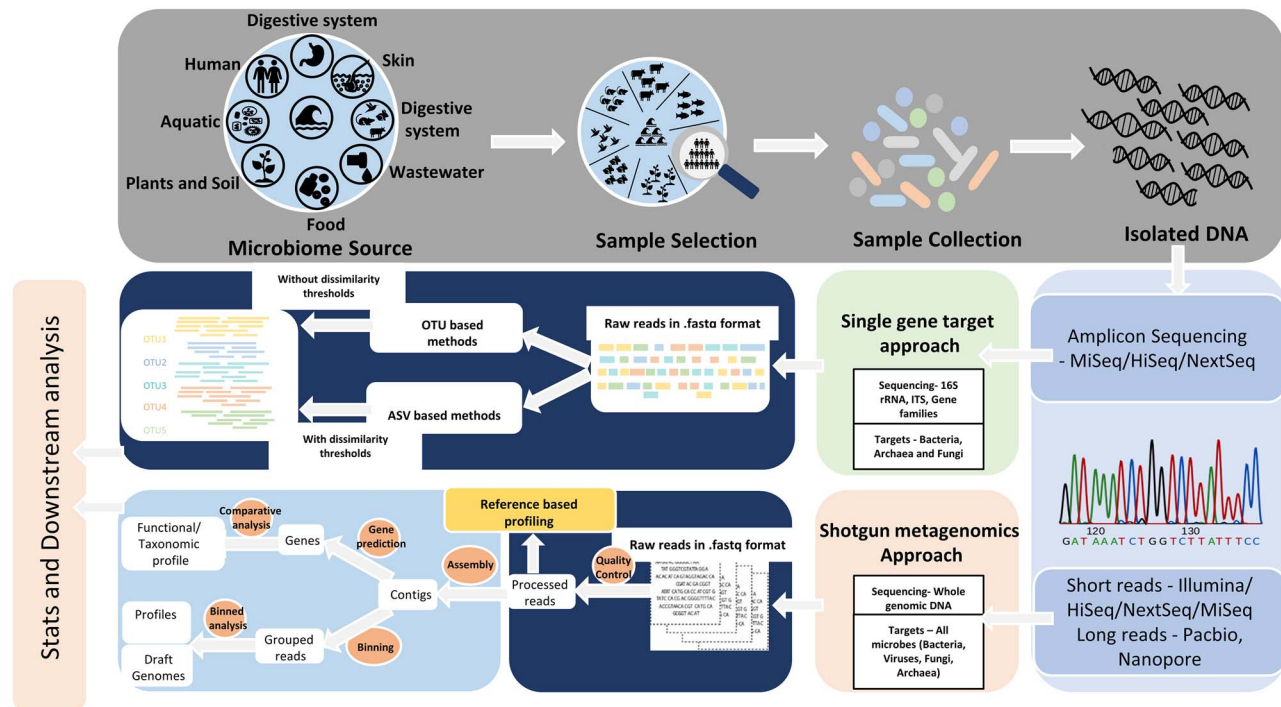 Digestive system
Human
Skin
Aquatic
Digestive
system
Plants and Soil
Wastewater
Food
Microbiome Source
Sample Selection
Sample Collection
Isolated DNA
Stats and Downstream analysis
Without dissimilarity
thresholds
OTU1
OTU2
OTU3
OTU4
OTU5
OTU based
methods
ASV based methods
With dissimilarity
thresholds
Raw reads in .fastq format
Single gene target
approach
Sequencing- 16S
rRNA, ITS, Gene
families
Targets - Bacteria,
Archaea and Fungi
Amplicon Sequencing
- MiSeq/HiSeq/NextSeq
120
130
GATAAATCTGGTCTTATTTCC
Short reads - Illumina/
HiSeq/NextSeq/MiSeq
Long reads - Pacbio,
Nanopore
Shotgun metagenomics
Approach
Sequencing- Whole
genomic DNA
Targets – All
microbes (Bacteria,
Viruses, Fungi,
Archaea)
Reference based
profiling
Raw reads in .fastq format
Quality
Control
Processed
reads
Assembly
Contigs
Gene
prediction
Genes
Comparative
analysis
Functional/
Taxonomic
profile
Binning
Grouped
reads
Binned
analysis
Profiles
Draft
Genomes